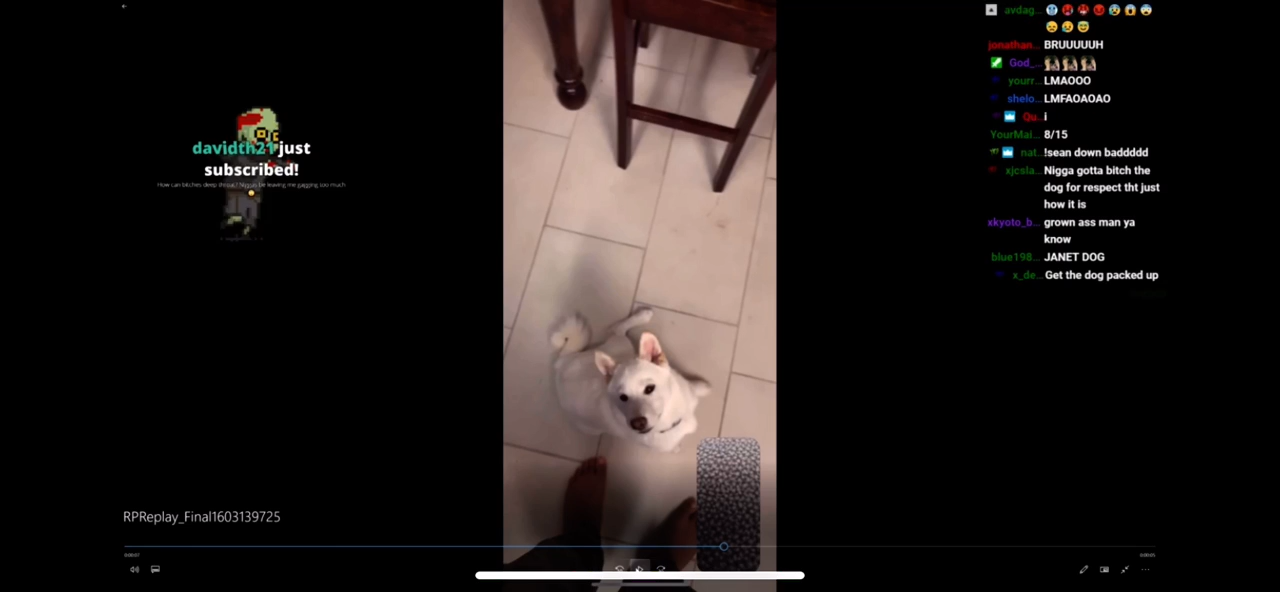 davidth21 just
subscribed!
avdag...
jonathan... BRUUUUUH
God_...
yourr... LMAOOO
shelo... LMFAOAOAO
Qu... i
YourMai... 8/15
nat... !sean down baddddd
xjcsla... Nigga gotta bitch the
dog for respect tht just
how it is
xkyoto_b... grown ass man ya
know
blue198... JANET DOG
x_de... Get the dog packed up
RPReplay_Final1603139725